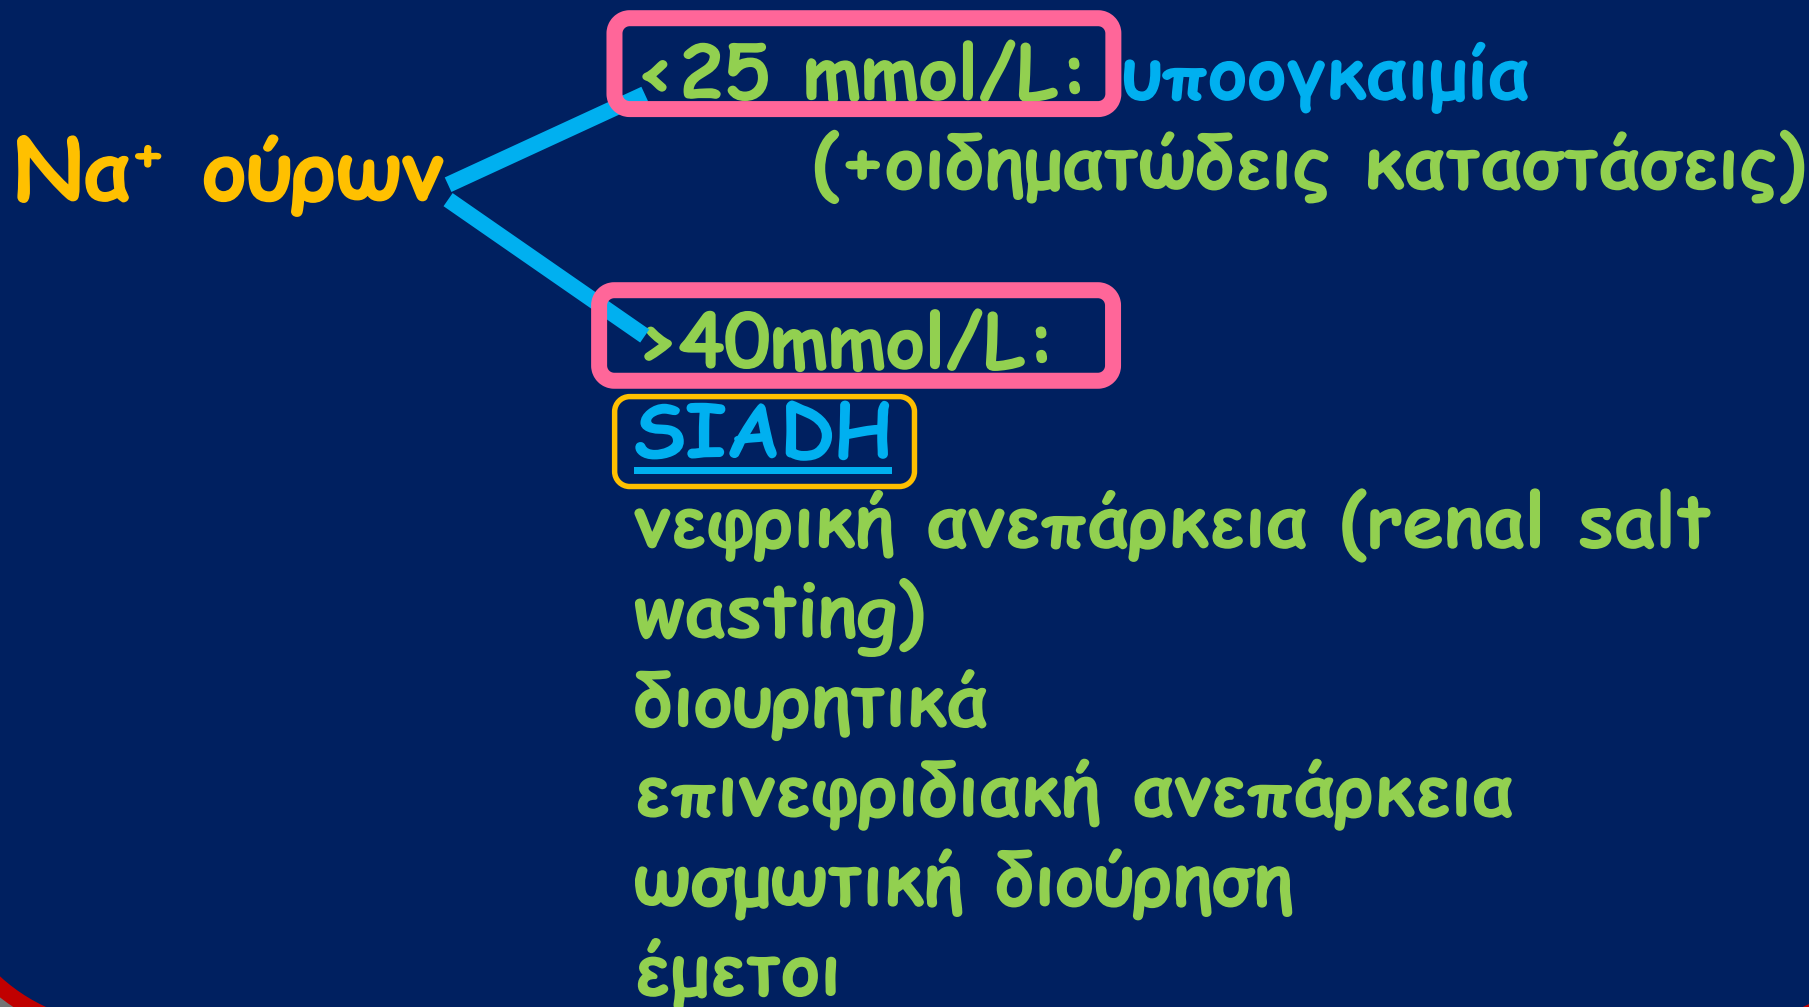 <25 mmol/L: υποογκαιμία
Να⁺ ούρων
(+οιδηματώδεις καταστάσεις)
>40mmol/L:
SIADH
νεφρική ανεπάρκεια (renal salt
wasting)
διουρητικά
επινεφριδιακή ανεπάρκεια
ωσμωτική διούρηση
έμετοι